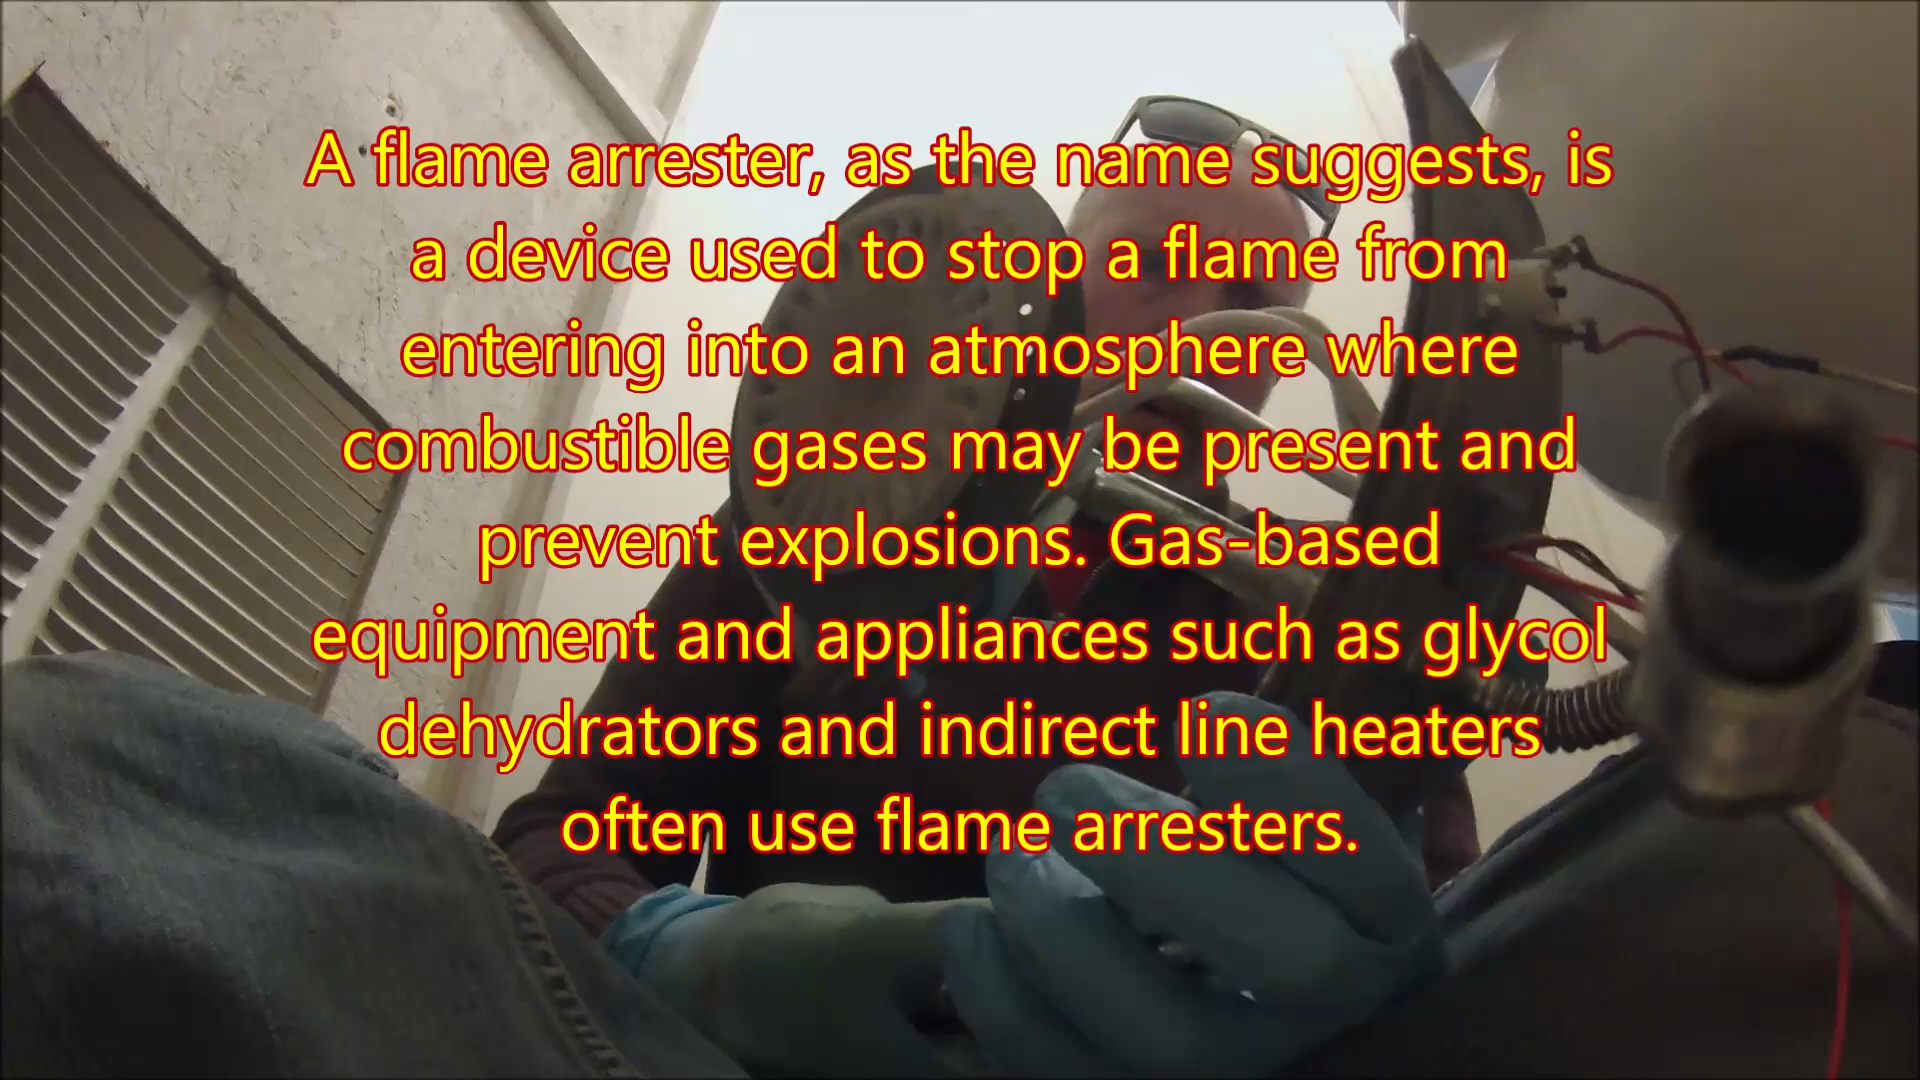 A flame arrester, as the name suggests, is
a device used to stop a flame from
entering into an atmosphere where
combustible gases may be present and
prevent explosions. Gas-based
equipment and appliances such as glycol
dehydrators and indirect line heaters
often use flame arresters.